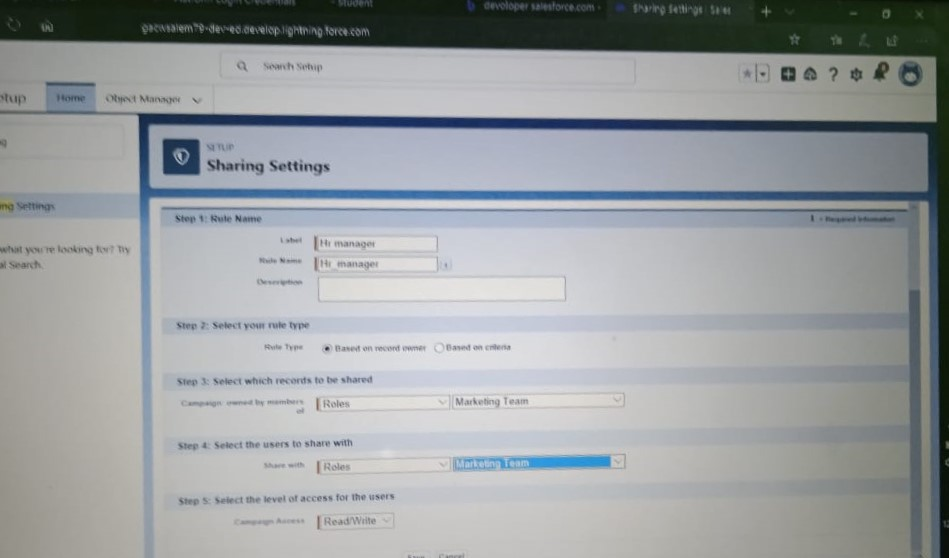 Student
developer.salesforce.com -
Sharing Settings : Sales
gacwsalem79-dev-ed.develop.lightning.force.com
Search Setup
etup
Home
Object Manager
SETUP
Sharing Settings
ng Settings
what you're looking for? Try
al Search.
Step 1: Rule Name
= Required Information
Label
Hr manager
Rule Name
Hr_manager
i
Description
Step 2: Select your rule type
Rule Type
Based on record owner
Based on criteria
Step 3: Select which records to be shared
Campaign: owned by members of
Roles
Marketing Team
Step 4: Select the users to share with
Share with
Roles
Marketing Team
Step 5: Select the level of access for the users
Campaign Access
Read/Write
Save
Cancel